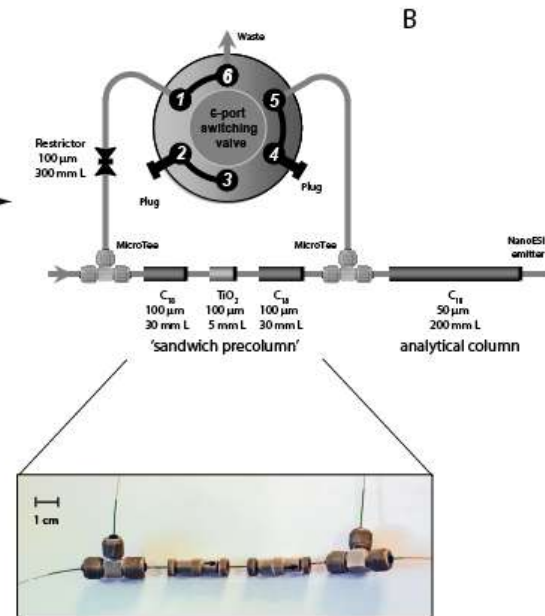 B
Waste
1
6
5
6-port
switching
valve
2
4
3
Restrictor
100 µm
300 mm L
Plug
Plug
MicroTee
MicroTee
NanoESI
emitter
C18
100 µm
30 mm L
TiO2
100 µm
5 mm L
C18
100 µm
30 mm L
C18
50 µm
200 mm L
'sandwich precolumn'
analytical column
1 cm